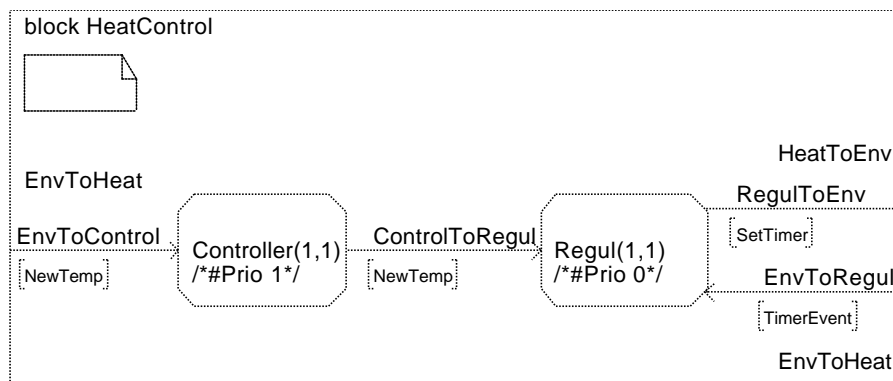 block HeatControl
HeatToEnv
EnvToHeat
RegulToEnv
[SetTimer]
EnvToControl
[NewTemp]
Controller(1,1)
/*#Prio 1*/
ControlToRegul
[NewTemp]
Regul(1,1)
/*#Prio 0*/
EnvToRegul
[TimerEvent]
EnvToHeat